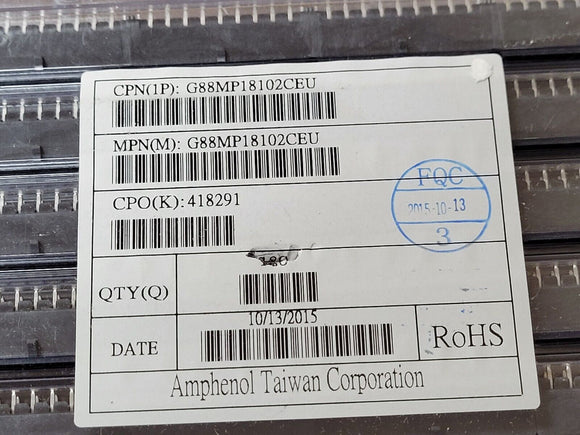 CPN(1P): G88MP18102CEU
MPN(M): G88MP18102CEU
CPO(K): 418291
FQC
2015-10-13
3
QTY(Q)
10/13/2015
DATE
RoHS
Amphenol Taiwan Corporation